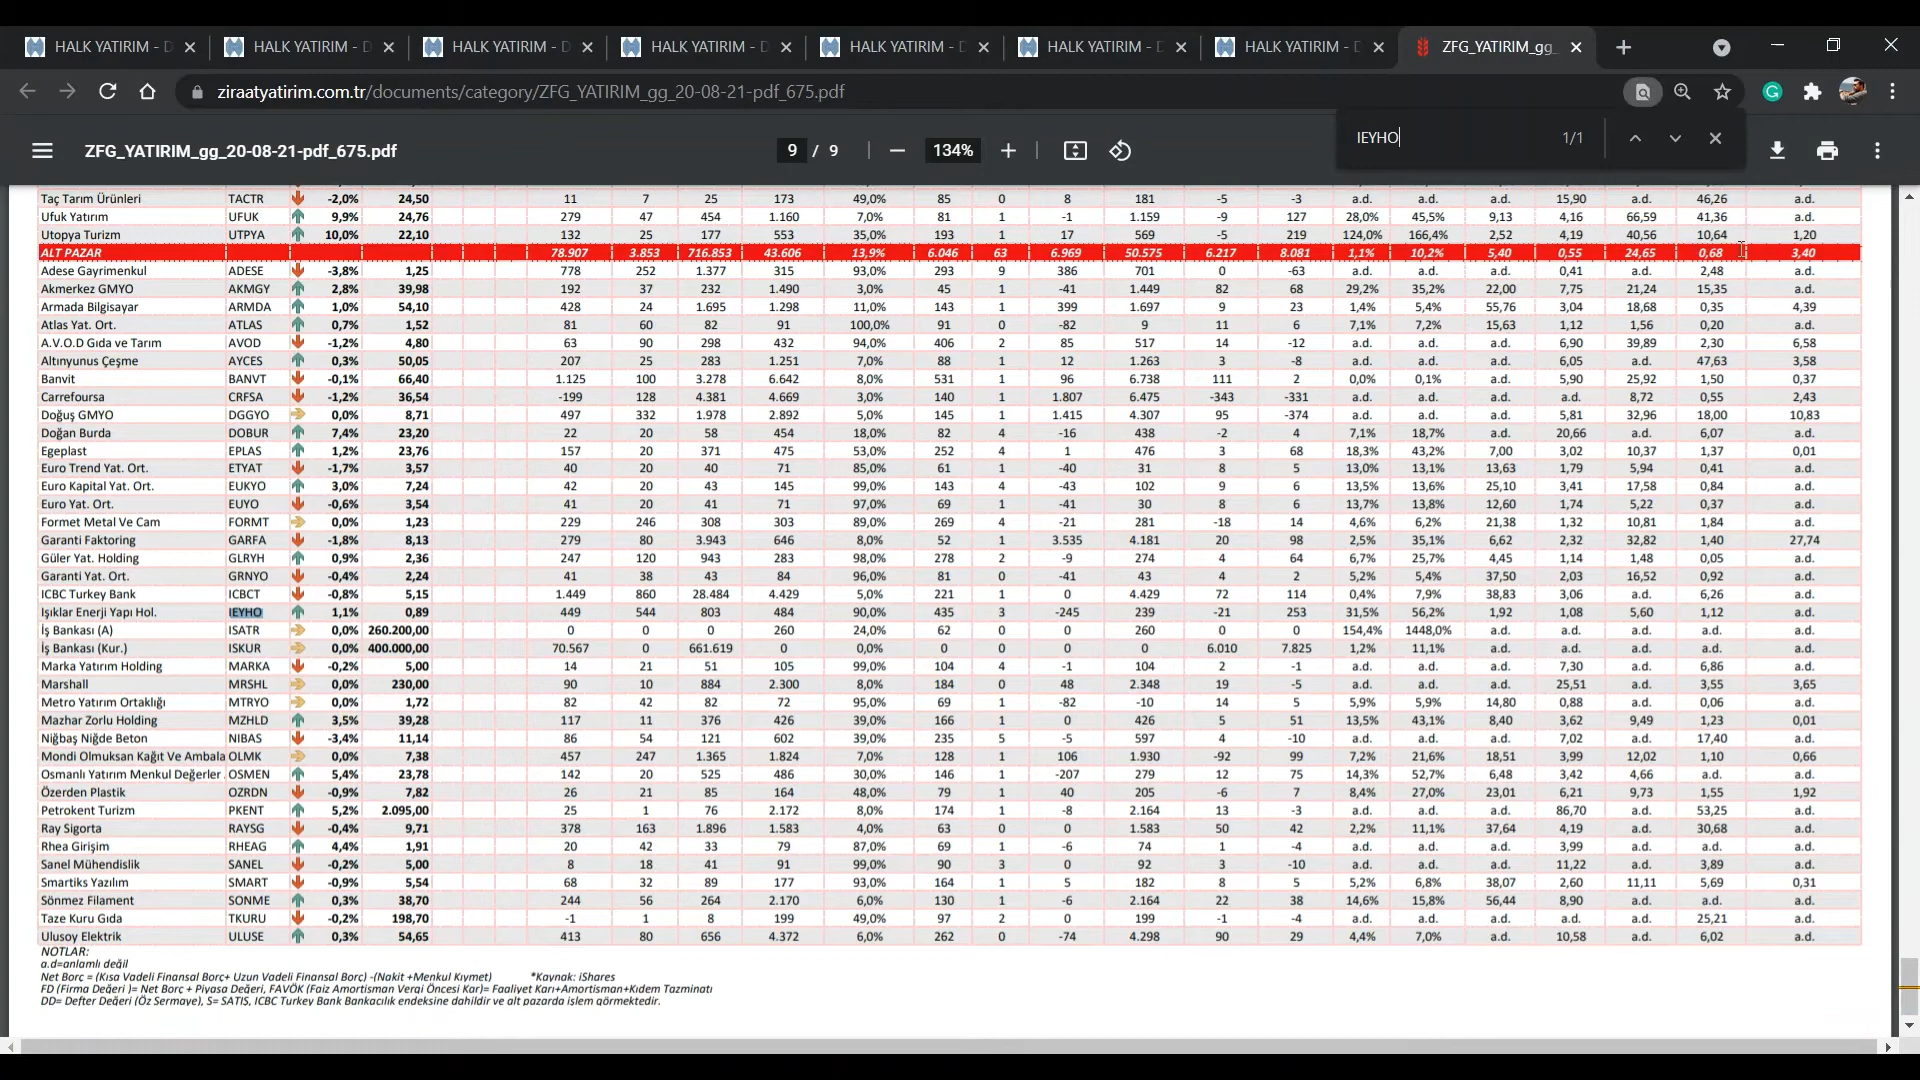 HALK YATIRIM - D HALK YATIRIM - D HALK YATIRIM - D HALK YATIRIM - D HALK YATIRIM - D HALK YATIRIM - D HALK YATIRIM - D ZFG_YATIRIM_gg_
ziraatyatirim.com.tr/documents/category/ZFG_YATIRIM_gg_20-08-21-pdf_675.pdf
IEYHO 1/1
ZFG_YATIRIM_gg_20-08-21-pdf_675.pdf 9 / 9 134%
Taç Tarım Ürünleri TACTR -2,0% 24,50 11 7 25 173 49,0% 85 0 8 181 -5 -3 a.d. a.d. a.d. 15,90 a.d. 46,26
Ufuk Yatırım UFUK 9,9% 24,76 279 47 454 1.160 7,0% 81 1 -1 1.159 -9 127 28,0% 45,5% 9,13 4,16 66,59 41,36 a.d.
Utopya Turizm UTPYA 10,0% 22,10 132 25 177 553 35,0% 193 1 17 569 -5 219 124,0% 166,4% 2,52 4,19 40,56 10,64 1,20
ALT PAZAR 78.907 3.853 716.853 43.606 13,9% 6.046 63 6.969 50.575 6.217 8.081 1,1% 10,2% 5,40 0,55 24,65 0,68 3,40
Adese Gayrimenkul ADESE -3,8% 1,25 778 252 1.377 315 93,0% 293 9 386 701 0 -63 a.d. a.d. a.d. 0,41 a.d. 2,48 a.d.
Akmerkez GMYO AKMGY 2,8% 39,98 192 37 232 1.490 3,0% 45 1 -41 1.449 82 68 29,2% 35,2% 22,00 7,75 21,24 15,35 a.d.
Armada Bilgisayar ARMDA 1,0% 54,10 428 24 1.695 1.298 11,0% 143 1 399 1.697 9 23 1,4% 5,4% 55,76 3,04 18,68 0,35 4,39
Atlas Yat. Ort. ATLAS 0,7% 1,52 81 60 82 91 100,0% 91 0 -82 9 11 6 7,1% 7,2% 15,63 1,12 1,56 0,20 a.d.
A.V.O.D Gıda ve Tarım AVOD -1,2% 4,80 63 90 298 432 94,0% 406 2 85 517 14 -12 a.d. a.d. a.d. 6,90 39,89 2,30 6,58
Altınyunus Çeşme AYCES 0,3% 50,05 207 25 283 1.251 7,0% 88 1 12 1.263 3 -8 a.d. a.d. a.d. 6,05 a.d. 47,63 3,58
Banvit BANVT -0,1% 66,40 1.125 100 3.278 6.642 8,0% 531 1 96 6.738 111 2 0,0% 0,1% a.d. 5,90 25,92 1,50 0,37
Carrefoursa CRFSA -1,2% 36,54 -199 128 4.381 4.669 3,0% 140 1 1.807 6.475 -343 -331 a.d. a.d. a.d. a.d. 8,72 0,55 2,43
Doğuş GMYO DGGYO 0,0% 8,71 497 332 1.978 2.892 5,0% 145 1 1.415 4.307 95 -374 a.d. a.d. a.d. 5,81 32,96 18,00 10,83
Doğan Burda DOBUR 7,4% 23,20 22 20 58 454 18,0% 82 4 -16 438 -2 4 7,1% 18,7% a.d. 20,66 a.d. 6,07 a.d.
Egeplast EPLAS 1,2% 23,76 157 20 371 475 53,0% 252 4 1 476 3 68 18,3% 43,2% 7,00 3,02 10,37 1,37 0,01
Euro Trend Yat. Ort. ETYAT -1,7% 3,57 40 20 40 71 85,0% 61 1 -40 31 8 5 13,0% 13,1% 13,63 1,79 5,94 0,41 a.d.
Euro Kapital Yat. Ort. EUKYO 3,0% 7,24 42 20 43 145 99,0% 143 4 -43 102 9 6 13,5% 13,6% 25,10 3,41 17,58 0,84 a.d.
Euro Yat. Ort. EUYO -0,6% 3,54 41 20 41 71 97,0% 69 1 -41 30 8 6 13,7% 13,8% 12,60 1,74 5,22 0,37 a.d.
Formet Metal Ve Cam FORMT 0,0% 1,23 229 246 308 303 89,0% 269 4 -21 281 -18 14 4,6% 6,2% 21,38 1,32 10,81 1,84 a.d.
Garanti Faktoring GARFA -1,8% 8,13 279 80 3.943 646 8,0% 52 1 3.535 4.181 20 98 2,5% 35,1% 6,62 2,32 32,82 1,40 27,74
Güler Yat. Holding GLRYH 0,9% 2,36 247 120 943 283 98,0% 278 2 -9 274 4 64 6,7% 25,7% 4,45 1,14 1,48 0,05 a.d.
Garanti Yat. Ort. GRNYO -0,4% 2,24 41 38 43 84 96,0% 81 0 -41 43 4 2 5,2% 5,4% 37,50 2,03 16,52 0,92 a.d.
ICBC Turkey Bank ICBCT -0,8% 5,15 1.449 860 28.484 4.429 5,0% 221 1 0 4.429 72 114 0,4% 7,9% 38,83 3,06 a.d. 6,26 a.d.
Işıklar Enerji Yapı Hol. IEYHO 1,1% 0,89 449 544 803 484 90,0% 435 3 -245 239 -21 253 31,5% 56,2% 1,92 1,08 5,60 1,12 a.d.
İş Bankası (A) ISATR 0,0% 260.200,00 0 0 0 260 24,0% 62 0 0 260 0 0 154,4% 1448,0% a.d. a.d. a.d. a.d. a.d.
İş Bankası (Kur.) ISKUR 0,0% 400.000,00 70.567 0 661.619 0 0,0% 0 0 0 0 6.010 7.825 1,2% 11,1% a.d. a.d. a.d. a.d. a.d.
Marka Yatırım Holding MARKA -0,2% 5,00 14 21 51 105 99,0% 104 4 -1 104 2 -1 a.d. a.d. a.d. 7,30 a.d. 6,86 a.d.
Marshall MRSHL 0,0% 230,00 90 10 884 2.300 8,0% 184 0 48 2.348 19 -5 a.d. a.d. a.d. 25,51 a.d. 3,55 3,65
Metro Yatırım Ortaklığı MTRYO 0,0% 1,72 82 42 82 72 95,0% 69 1 -82 -10 14 5 5,9% 5,9% 14,80 0,88 a.d. 0,06 a.d.
Mazhar Zorlu Holding MZHLD 3,5% 39,28 117 11 376 426 39,0% 166 1 0 426 5 51 13,5% 43,1% 8,40 3,62 9,49 1,23 0,01
Niğbaş Niğde Beton NIBAS -3,4% 11,14 86 54 121 602 39,0% 235 5 -5 597 4 -10 a.d. a.d. a.d. 7,02 a.d. 17,40 a.d.
Mondi Olmuksan Kağıt Ve Ambala OLMK 0,0% 7,38 457 247 1.365 1.824 7,0% 128 1 106 1.930 -92 99 7,2% 21,6% 18,51 3,99 12,02 1,10 0,66
Osmanlı Yatırım Menkul Değerler OSMEN 5,4% 23,78 142 20 525 486 30,0% 146 1 -207 279 12 75 14,3% 52,7% 6,48 3,42 4,66 a.d. a.d.
Özerden Plastik OZRDN -0,9% 7,82 26 21 85 164 48,0% 79 1 40 205 -6 7 8,4% 27,0% 23,01 6,21 9,73 1,55 1,92
Petrokent Turizm PKENT 5,2% 2.095,00 25 1 76 2.172 8,0% 174 1 -8 2.164 13 -3 a.d. a.d. a.d. 86,70 a.d. 53,25 a.d.
Ray Sigorta RAYSG -0,4% 9,71 378 163 1.896 1.583 4,0% 63 0 0 1.583 50 42 2,2% 11,1% 37,64 4,19 a.d. 30,68 a.d.
Rhea Girişim RHEAG 4,4% 1,91 20 42 33 79 87,0% 69 1 -6 74 1 -4 a.d. a.d. a.d. 3,99 a.d. a.d. a.d.
Sanel Mühendislik SANEL -0,2% 5,00 8 18 41 91 99,0% 90 3 0 92 3 -10 a.d. a.d. a.d. 11,22 a.d. 3,89 a.d.
Smartiks Yazılım SMART -0,9% 5,54 68 32 89 177 93,0% 164 1 5 182 8 5 5,2% 6,8% 38,07 2,60 11,11 5,69 0,31
Sönmez Filament SONME 0,3% 38,70 244 56 264 2.170 6,0% 130 1 -6 2.164 22 38 14,6% 15,8% 56,44 8,90 a.d. a.d. a.d.
Taze Kuru Gıda TKURU -0,2% 198,70 -1 1 8 199 49,0% 97 2 0 199 -1 -4 a.d. a.d. a.d. a.d. a.d. 25,21 a.d.
Ulusoy Elektrik ULUSE 0,3% 54,65 413 80 656 4.372 6,0% 262 0 -74 4.298 90 29 4,4% 7,0% a.d. 10,58 a.d. 6,02 a.d.
NOTLAR:
a.d=anlamlı değil
Net Borç = (Kısa Vadeli Finansal Borç+ Uzun Vadeli Finansal Borç) -(Nakit +Menkul Kıymet) *Kaynak: iShares
FD (Firma Değeri )= Net Borç + Piyasa Değeri, FAVÖK (Faiz Amortisman Vergi Öncesi Kar)= Faaliyet Karı+Amortisman+Kıdem Tazminatı
DD= Defter Değeri (Öz Sermaye), S= SATIŞ, ICBC Turkey Bank Bankacılık endeksine dahildir ve alt pazarda işlem görmektedir.